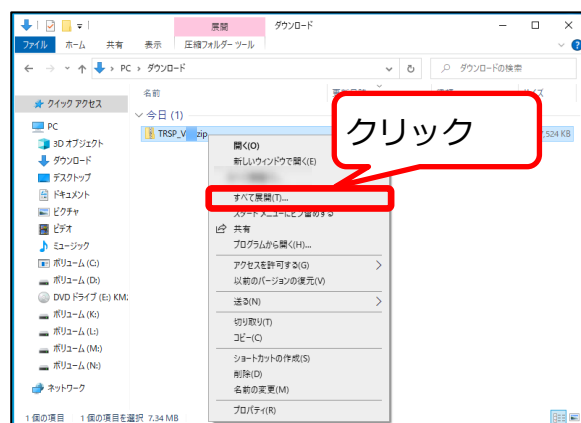 展開
ダウンロード
ファイル ホーム 共有 表示 圧縮フォルダー ツール
PC > ダウンロード
ダウンロードの検索
クイック アクセス
PC
3D オブジェクト
ダウンロード
デスクトップ
ドキュメント
ピクチャ
ビデオ
ミュージック
ボリューム (C:)
ボリューム (D:)
DVD ドライブ (E:) KM:
ボリューム (K:)
ボリューム (L:)
ボリューム (M:)
ボリューム (N:)
ネットワーク
名前
今日 (1)
TRSP_V zip
クリック
開く(O)
新しいウィンドウで開く(E)
すべて展開(T)...
スタート メニューにピン留めする
共有
プログラムから開く(H)...
アクセスを許可する(G)
以前のバージョンの復元(V)
送る(N)
切り取り(T)
コピー(C)
ショートカットの作成(S)
削除(D)
名前の変更(M)
プロパティ(R)
1 個の項目 1 個の項目を選択 7.34 MB